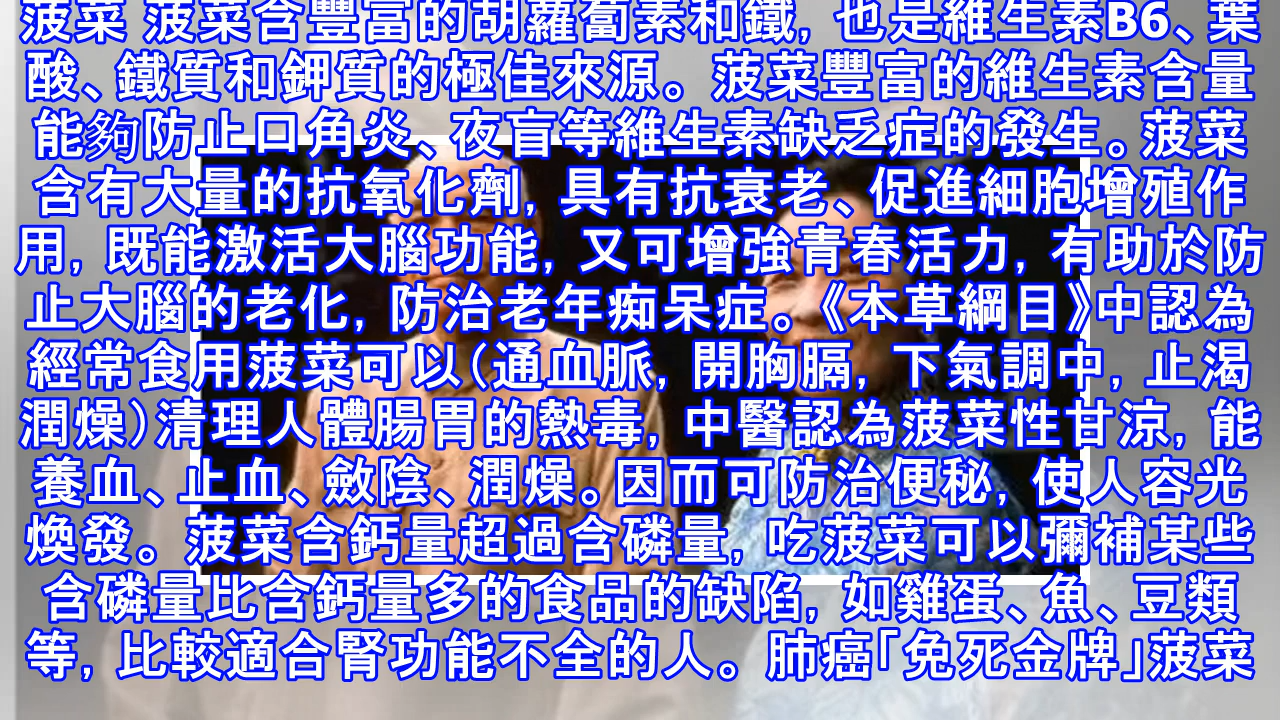 菠菜 菠菜含豐富的胡蘿蔔素和鐵, 也是維生素B6、葉
酸、鐵質和鉀質的極佳來源。菠菜豐富的維生素含量
能夠防止口角炎、夜盲等維生素缺乏症的發生。菠菜
含有大量的抗氧化劑, 具有抗衰老、促進細胞增殖作
用, 既能激活大腦功能, 又可增強青春活力, 有助於防
止大腦的老化, 防治老年痴呆症。《本草綱目》中認為
經常食用菠菜可以(通血脈, 開胸膈, 下氣調中, 止渴
潤燥)清理人體腸胃的熱毒, 中醫認為菠菜性甘涼, 能
養血、止血、斂陰、潤燥。因而可防治便秘, 使人容光
煥發。菠菜含鈣量超過含磷量, 吃菠菜可以彌補某些
含磷量比含鈣量多的食品的缺陷, 如雞蛋、魚、豆類
等, 比較適合腎功能不全的人。肺癌「免死金牌」菠菜